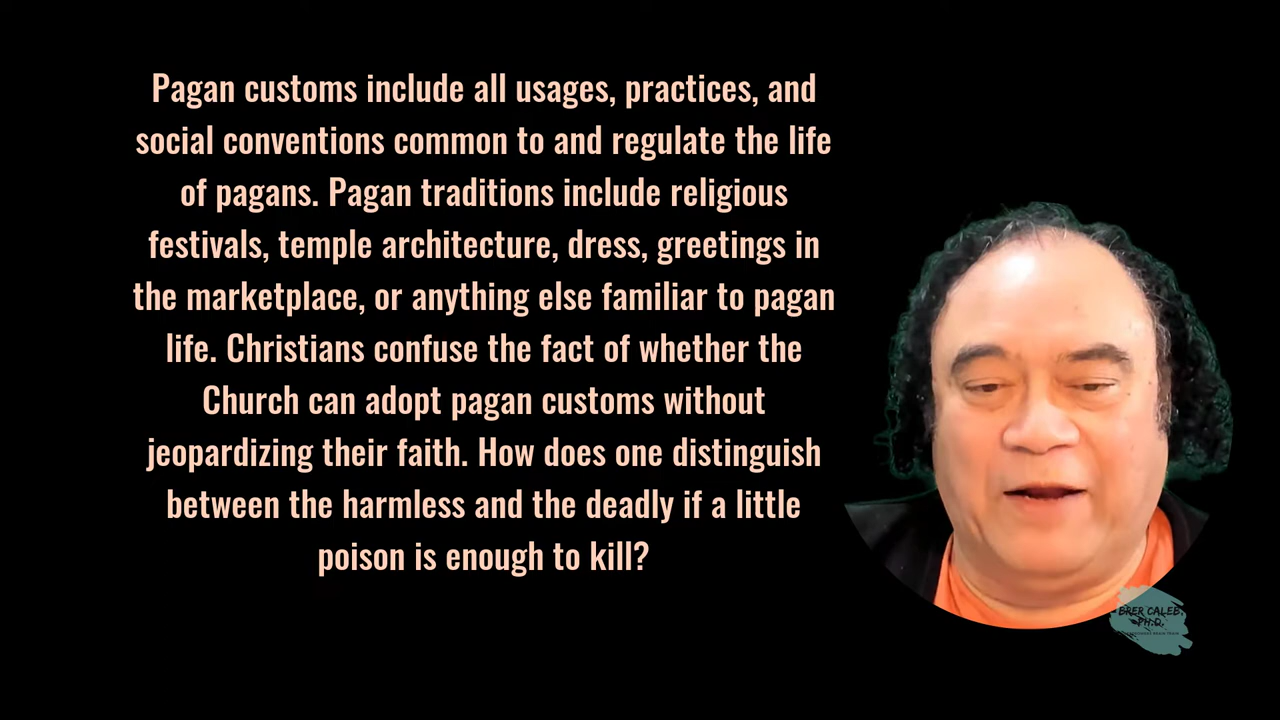 Pagan customs include all usages, practices, and
social conventions common to and regulate the life
of pagans. Pagan traditions include religious
festivals, temple architecture, dress, greetings in
the marketplace, or anything else familiar to pagan
life. Christians confuse the fact of whether the
Church can adopt pagan customs without
jeopardizing their faith. How does one distinguish
between the harmless and the deadly if a little
poison is enough to kill?
BRER CALEB,
PH.D.